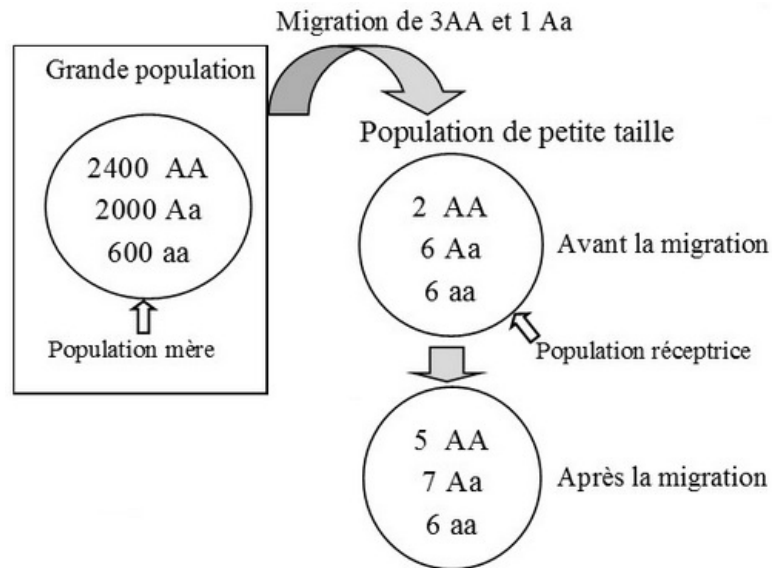 Migration de 3AA et 1 Aa
Grande population
2400 AA
2000 Aa
600 aa
Population mère
Population de petite taille
2 AA
6 Aa
6 aa
Avant la migration
Population réceptrice
5 AA
7 Aa
6 aa
Après la migration